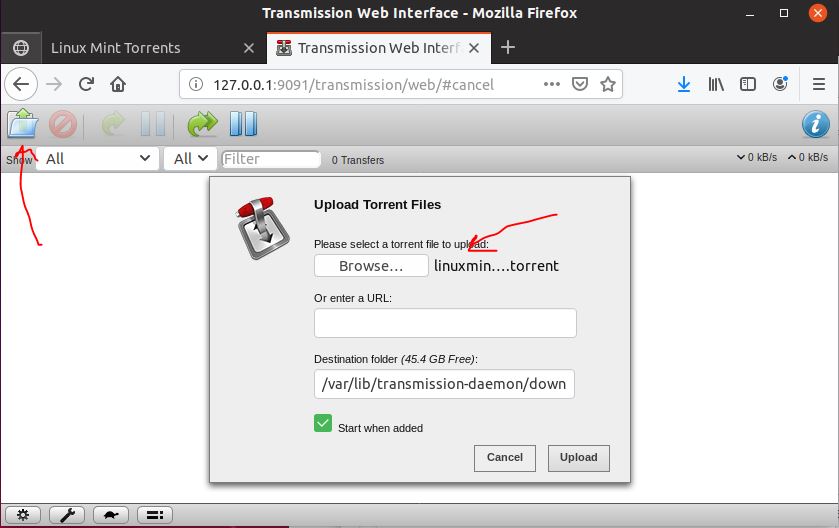 Transmission Web Interface - Mozilla Firefox
Linux Mint Torrents
Transmission Web Interf
127.0.0.1:9091/transmission/web/#cancel
Show All All Filter 0 Transfers 0 kB/s 0 kB/s
Upload Torrent Files
Please select a torrent file to upload:
Browse... linuxmin....torrent
Or enter a URL:
Destination folder (45.4 GB Free):
/var/lib/transmission-daemon/down
Start when added
Cancel Upload